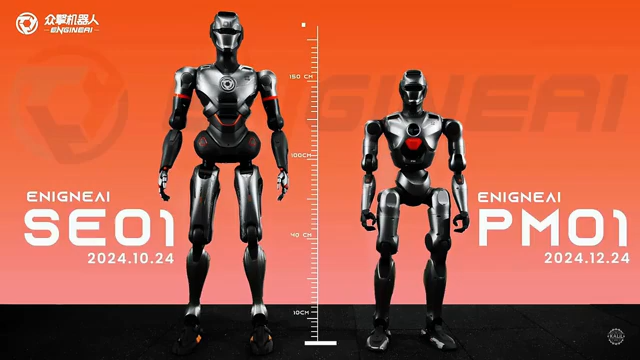 众擎机器人
ENGINEAI
ENGINEAI
150 CM
100CM
40 CM
10CM
ENIGNEAI
SE01
2024.10.24
ENIGNEAI
PM01
2024.12.24